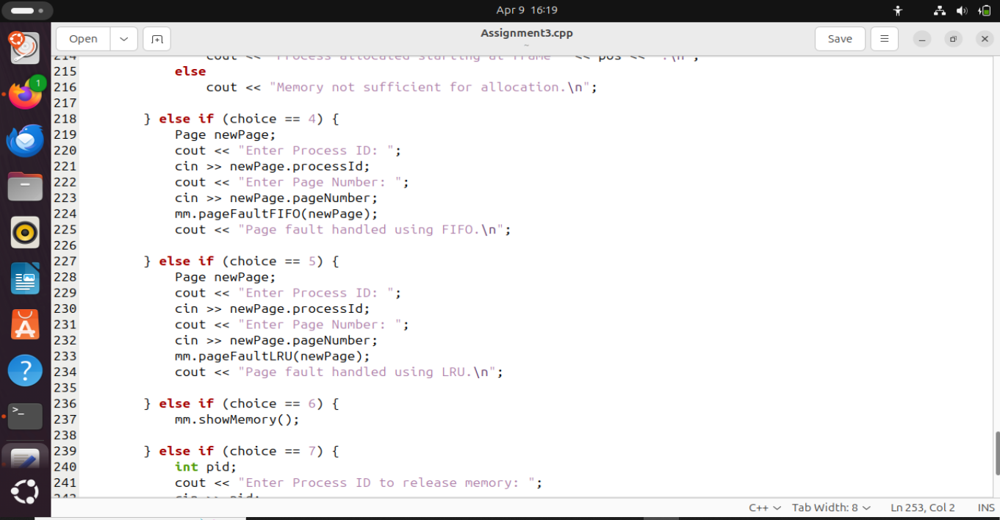 Apr 9 16:19
Open
Assignment3.cpp
~
Save
1
214 cout << "Process allocated starting at frame " << pos << ".\n";
215 else
216 cout << "Memory not sufficient for allocation.\n";
217
218 } else if (choice == 4) {
219 Page newPage;
220 cout << "Enter Process ID: ";
221 cin >> newPage.processId;
222 cout << "Enter Page Number: ";
223 cin >> newPage.pageNumber;
224 mm.pageFaultFIFO(newPage);
225 cout << "Page fault handled using FIFO.\n";
226
227 } else if (choice == 5) {
228 Page newPage;
229 cout << "Enter Process ID: ";
230 cin >> newPage.processId;
231 cout << "Enter Page Number: ";
232 cin >> newPage.pageNumber;
233 mm.pageFaultLRU(newPage);
234 cout << "Page fault handled using LRU.\n";
235
236 } else if (choice == 6) {
237 mm.showMemory();
238
239 } else if (choice == 7) {
240 int pid;
241 cout << "Enter Process ID to release memory: ";
242 cin >> pid;
C++ Tab Width: 8 Ln 253, Col 2 INS